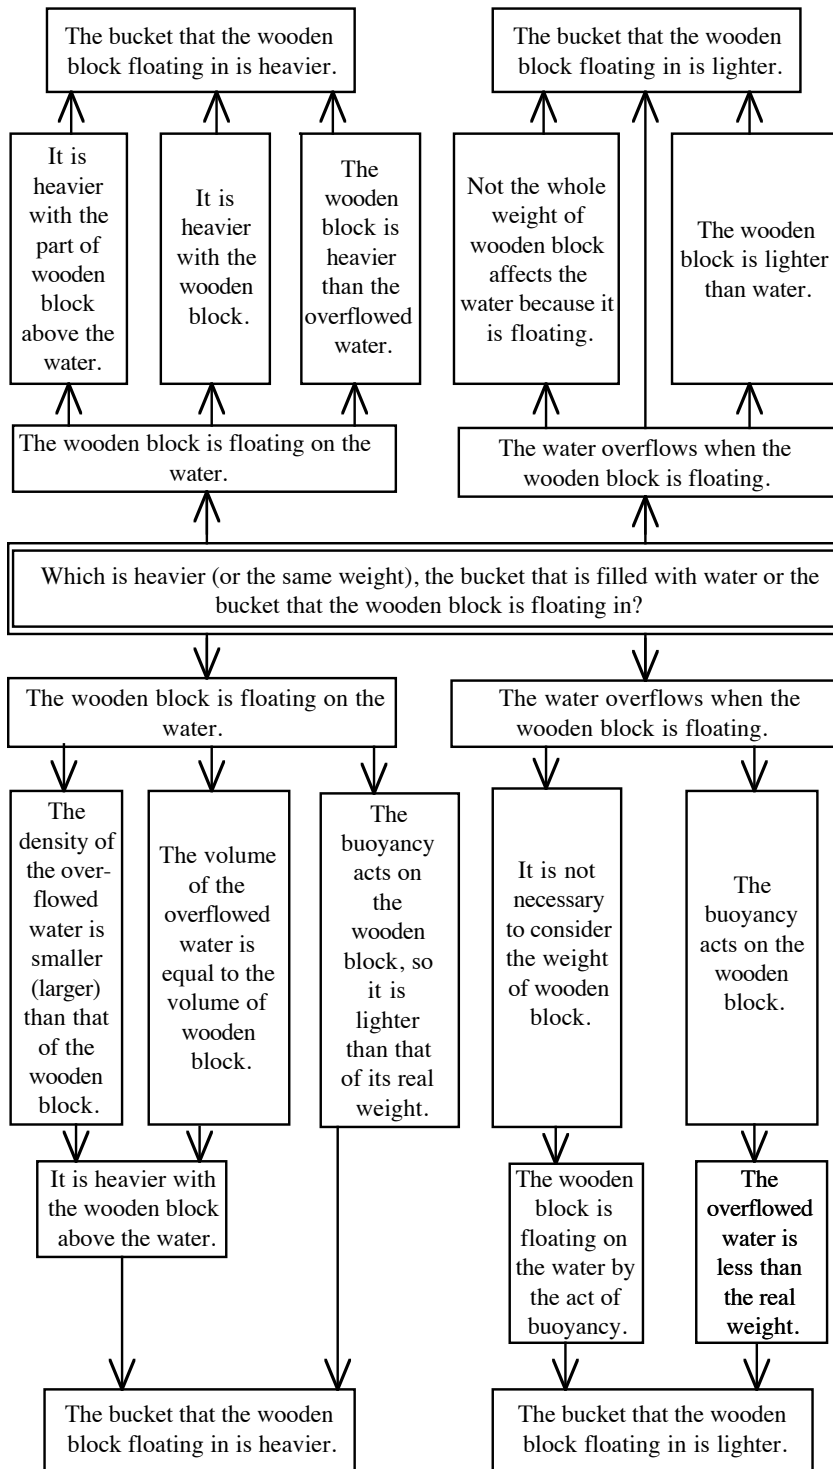 The bucket that the wooden
block floating in is heavier.
The bucket that the wooden
block floating in is lighter.
It is
heavier
with the
part of
wooden
block
above the
water.
It is
heavier
with the
wooden
block.
The
wooden
block is
heavier
than the
overflowed
water.
Not the whole
weight of
wooden block
affects the
water because it
is floating.
The wooden
block is lighter
than water.
The wooden block is floating on the
water.
The water overflows when the
wooden block is floating.
Which is heavier (or the same weight), the bucket that is filled with water or the
bucket that the wooden block is floating in?
The wooden block is floating on the
water.
The water overflows when the
wooden block is floating.
The
density of
the over-
flowed
water is
smaller
(larger)
than that
of the
wooden
block.
The volume
of the
overflowed
water is
equal to the
volume of
wooden
block.
The
buoyancy
acts on
the
wooden
block, so
it is
lighter
than that
of its real
weight.
It is not
necessary
to consider
the weight
of wooden
block.
The
buoyancy
acts on the
wooden
block.
It is heavier with
the wooden block
above the water.
The wooden
block is
floating on
the water by
the act of
buoyancy.
The
overflowed
water is
less than
the real
weight.
The bucket that the wooden
block floating in is heavier.
The bucket that the wooden
block floating in is lighter.